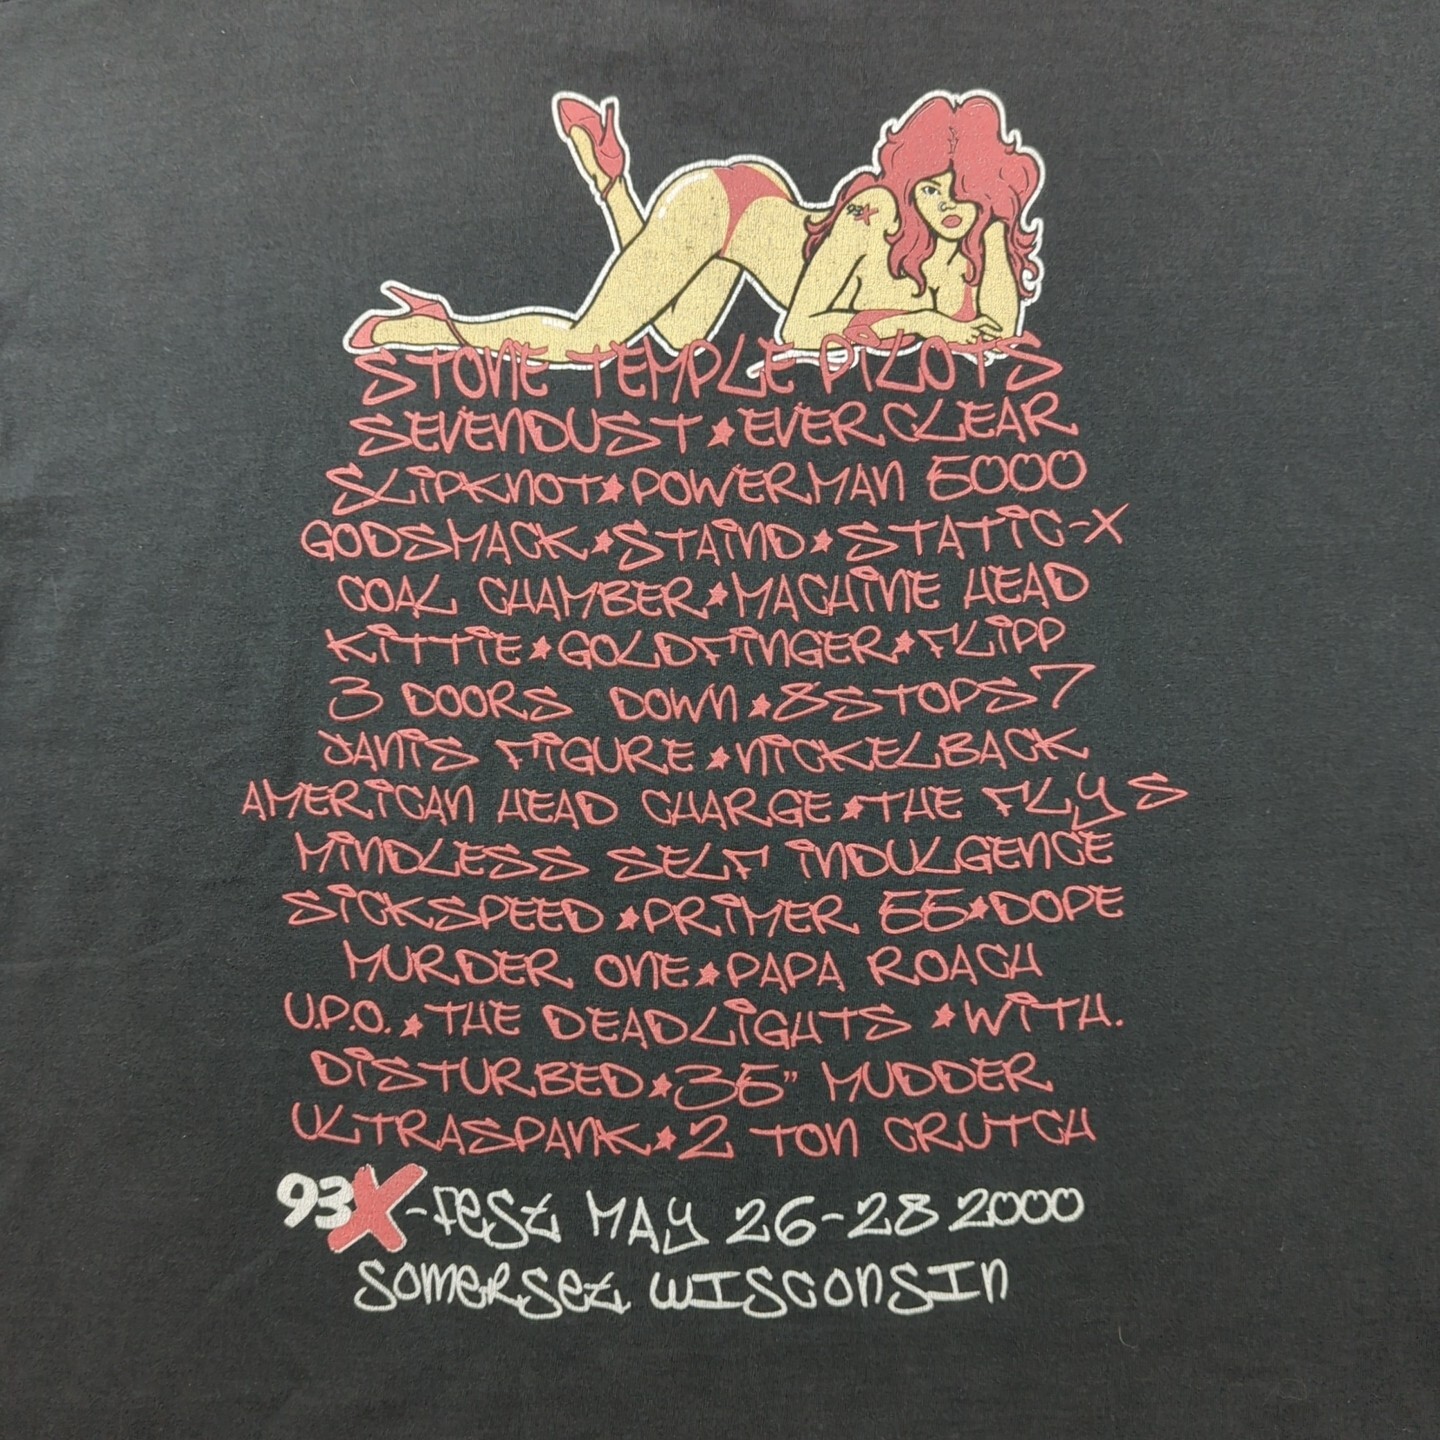 93X
STONE TEMPLE PILOTS
SEVENDUST★EVERCLEAR
SLiPKNOT★POWERMAN 5000
GODSMACK★STAiND★STATiC-X
COAL CHAMBER★MACHiNE HEAD
KiTTiE★GOLDFiNGER★FLiPP
3 DOORS DOWN★8STOPS7
JANiS FiGURE★NiCKELBACK
AMERiCAN HEAD CHARGE★THE FLYS
MiNDLESS SELF iNDULGENCE
SiCKSPEED★PRiMER 55★DOPE
MURDER ONE★PAPA ROACH
U.P.O.★THE DEADLiGHTS★WiTH.
DiSTURBED★36” MUDDER
ULTRASPANK★2 TON CRUTCH
93X-FeSt MAY 26-28 2000
SOMERSet WISCONSIN